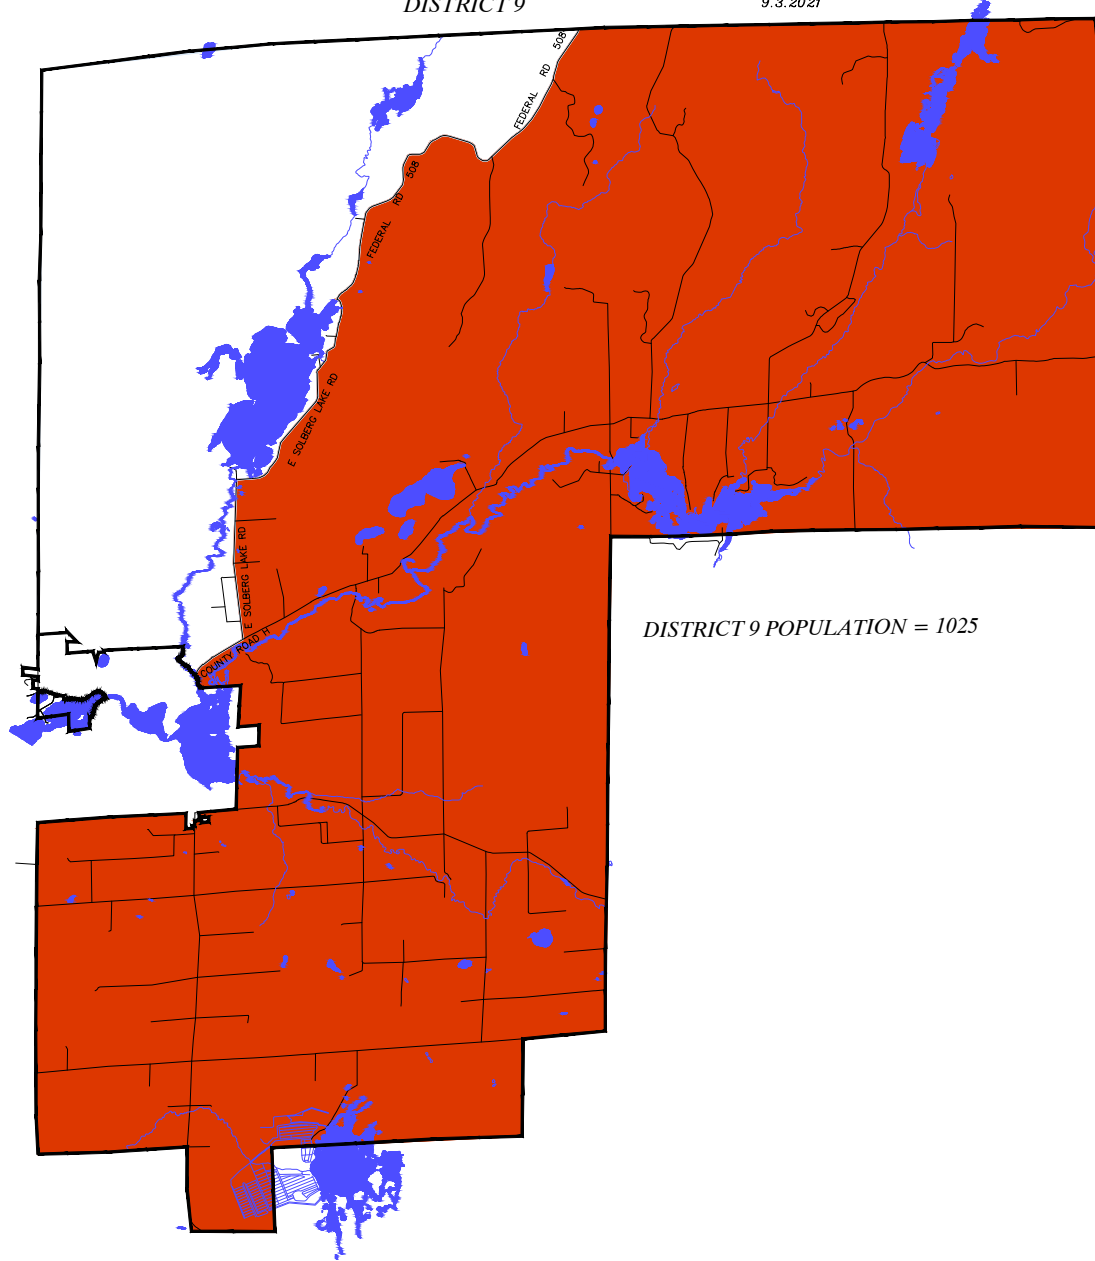 DISTRICT 9
9.3.2021
FEDERAL RD 508
FEDERAL RD 508
E SOLBERG LAKE RD
E SOLBERG LAKE RD
COUNTY ROAD H
DISTRICT 9 POPULATION = 1025